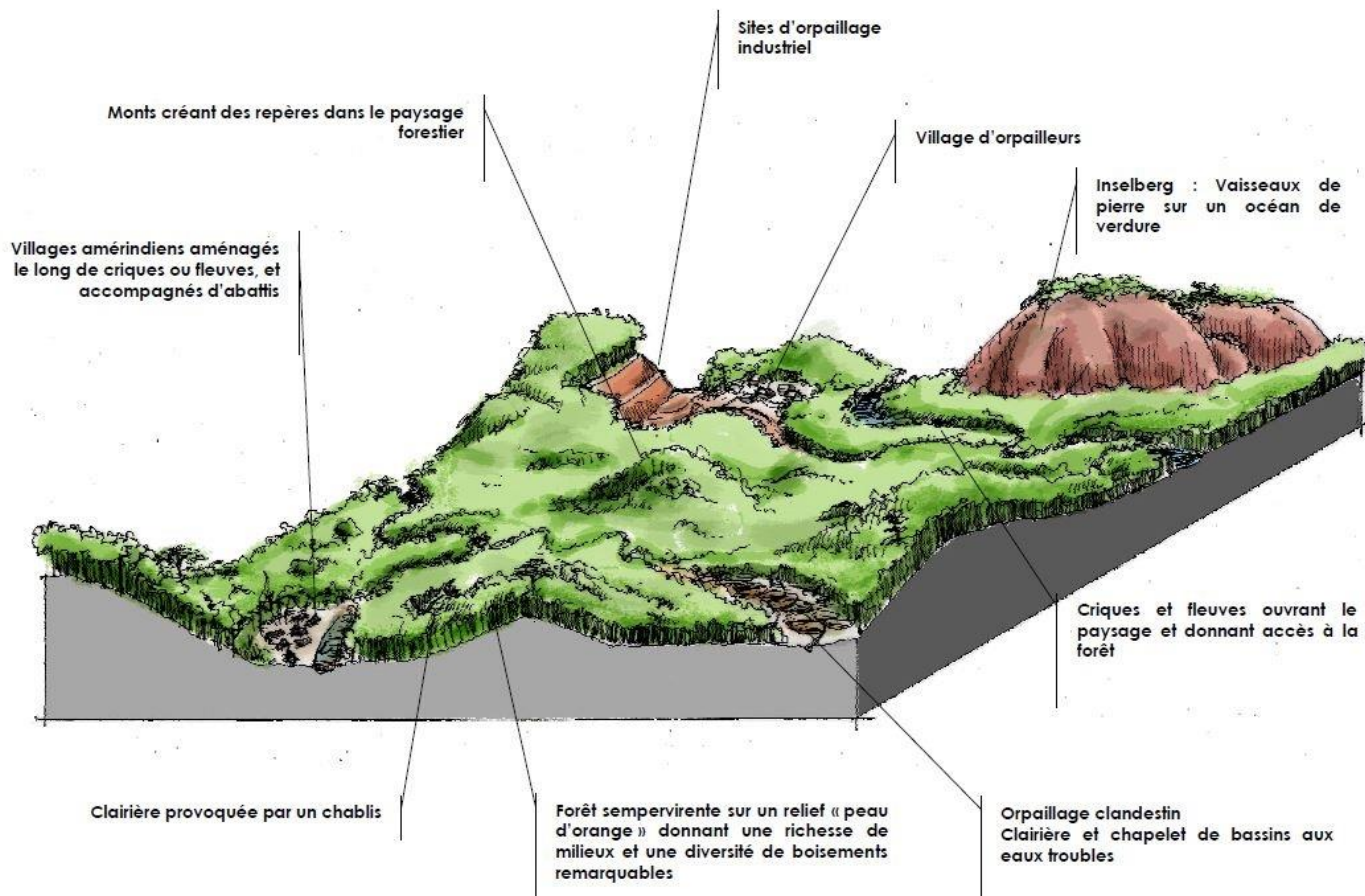 Sites d'orpaillage
industriel
Monts créant des repères dans le paysage
forestier
Village d'orpailleurs
Inselberg : Vaisseaux de
pierre sur un océan de
verdure
Villages amérindiens aménagés
le long de criques ou fleuves, et
accompagnés d'abattis
Criques et fleuves ouvrant le
paysage et donnant accès à la
forêt
Clairière provoquée par un chablis
Forêt sempervirente sur un relief « peau
d'orange » donnant une richesse de
milieux et une diversité de boisements
remarquables
Orpaillage clandestin
Clairière et chapelet de bassins aux
eaux troubles